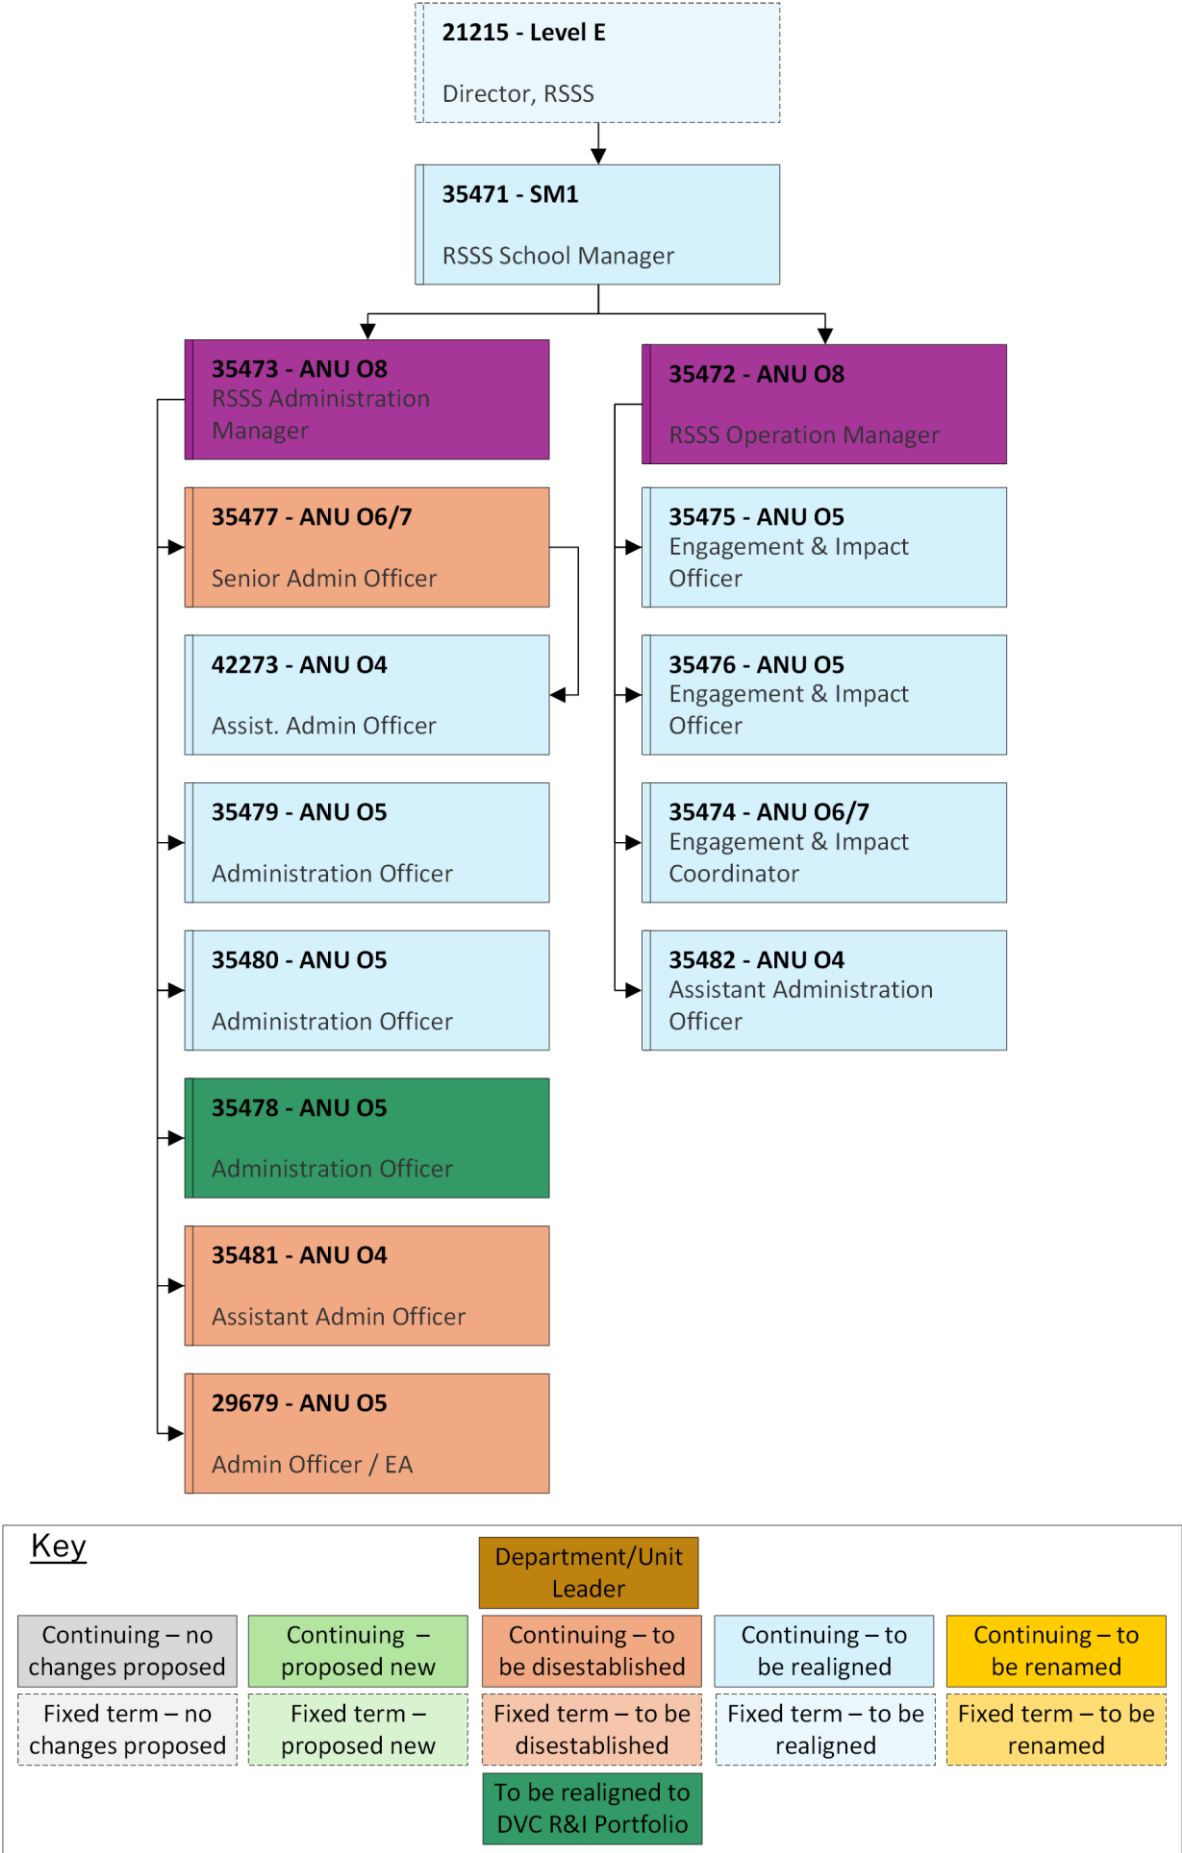 21215 - Level E
Director, RSSS
35471 - SM1
RSSS School Manager
35473 - ANU O8
RSSS Administration
Manager
35472 - ANU O8
RSSS Operation Manager
35477 - ANU O6/7
Senior Admin Officer
35475 - ANU O5
Engagement & Impact
Officer
42273 - ANU O4
Assist. Admin Officer
35476 - ANU O5
Engagement & Impact
Officer
35479 - ANU O5
Administration Officer
35474 - ANU O6/7
Engagement & Impact
Coordinator
35480 - ANU O5
Administration Officer
35482 - ANU O4
Assistant Administration
Officer
35478 - ANU O5
Administration Officer
35481 - ANU O4
Assistant Admin Officer
29679 - ANU O5
Admin Officer / EA
Key
Department/Unit
Leader
Continuing – no
changes proposed
Continuing –
proposed new
Continuing – to
be disestablished
Continuing – to
be realigned
Continuing – to
be renamed
Fixed term – no
changes proposed
Fixed term –
proposed new
Fixed term – to be
disestablished
Fixed term – to be
realigned
Fixed term – to be
renamed
To be realigned to
DVC R&I Portfolio